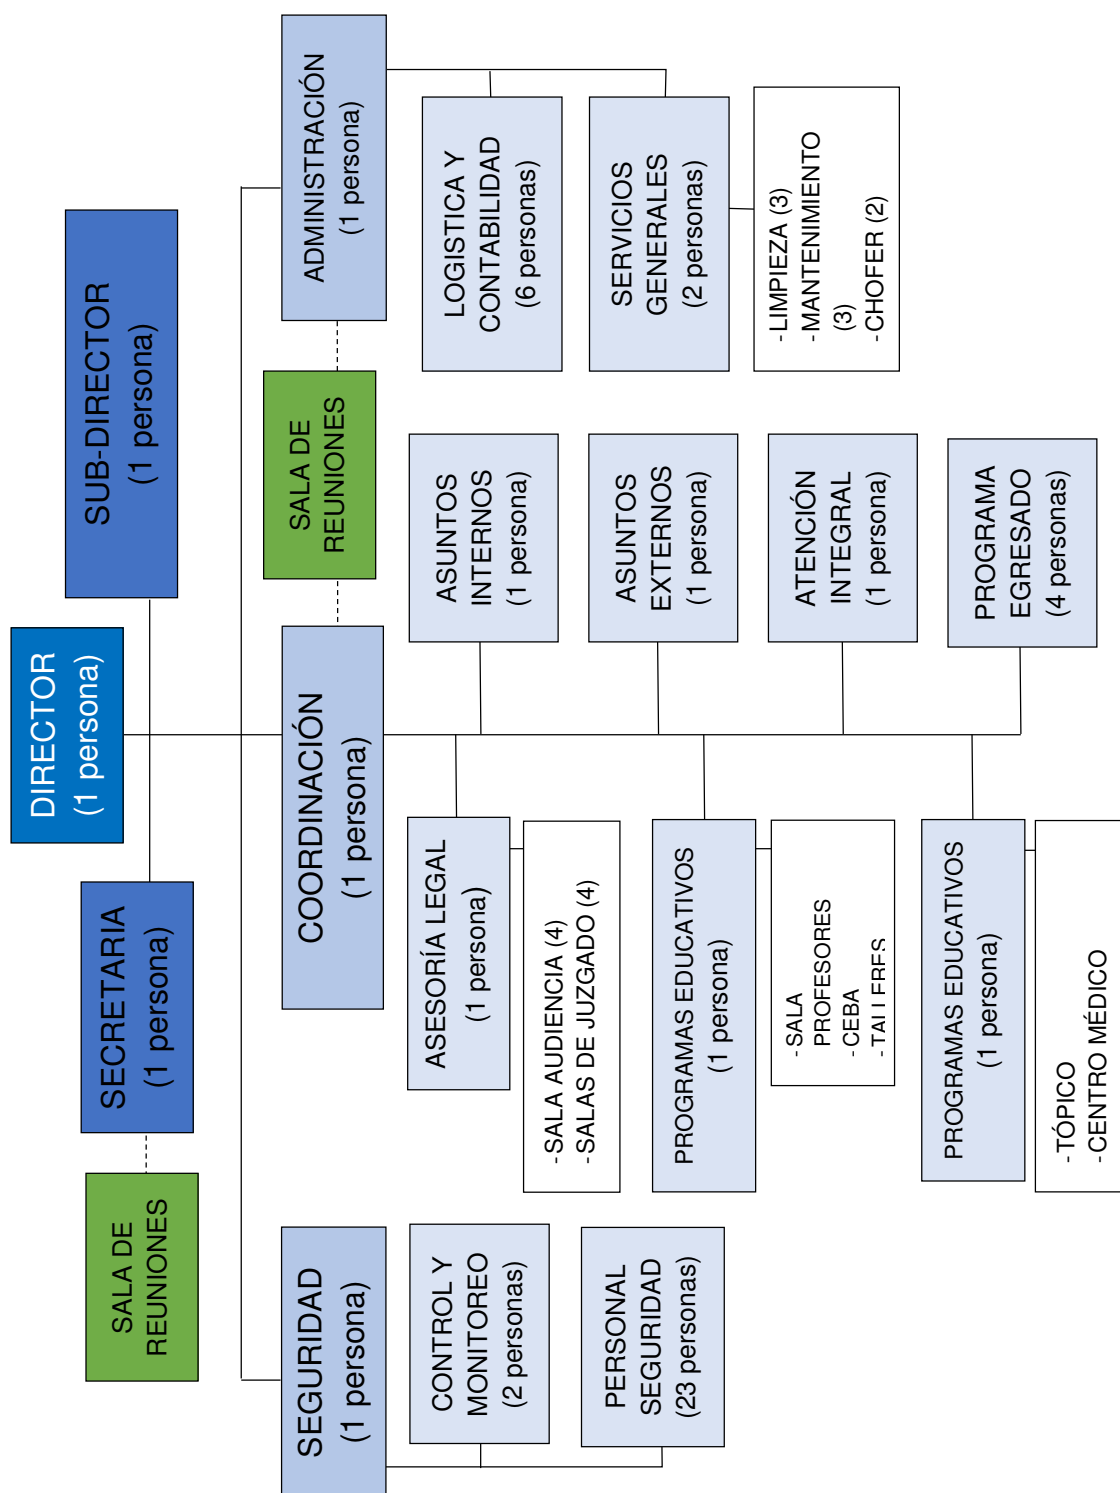 DIRECTOR
(1 persona)
SALA DE
REUNIONES
SECRETARIA
(1 persona)
SUB-DIRECTOR
(1 persona)
SEGURIDAD
(1 persona)
COORDINACIÓN
(1 persona)
SALA DE
REUNIONES
ADMINISTRACIÓN
(1 persona)
CONTROL Y
MONITOREO
(2 personas)
PERSONAL
SEGURIDAD
(23 personas)
ASESORÍA LEGAL
(1 persona)
- SALA AUDIENCIA (4)
- SALAS DE JUZGADO (4)
PROGRAMAS EDUCATIVOS
(1 persona)
- SALA
PROFESORES
- CEBA
- TALLERES
PROGRAMAS EDUCATIVOS
(1 persona)
- TÓPICO
- CENTRO MÉDICO
ASUNTOS
INTERNOS
(1 persona)
ASUNTOS
EXTERNOS
(1 persona)
ATENCIÓN
INTEGRAL
(1 persona)
PROGRAMA
EGRESADO
(4 personas)
LOGISTICA Y
CONTABILIDAD
(6 personas)
SERVICIOS
GENERALES
(2 personas)
- LIMPIEZA (3)
- MANTENIMIENTO
(3)
- CHOFER (2)